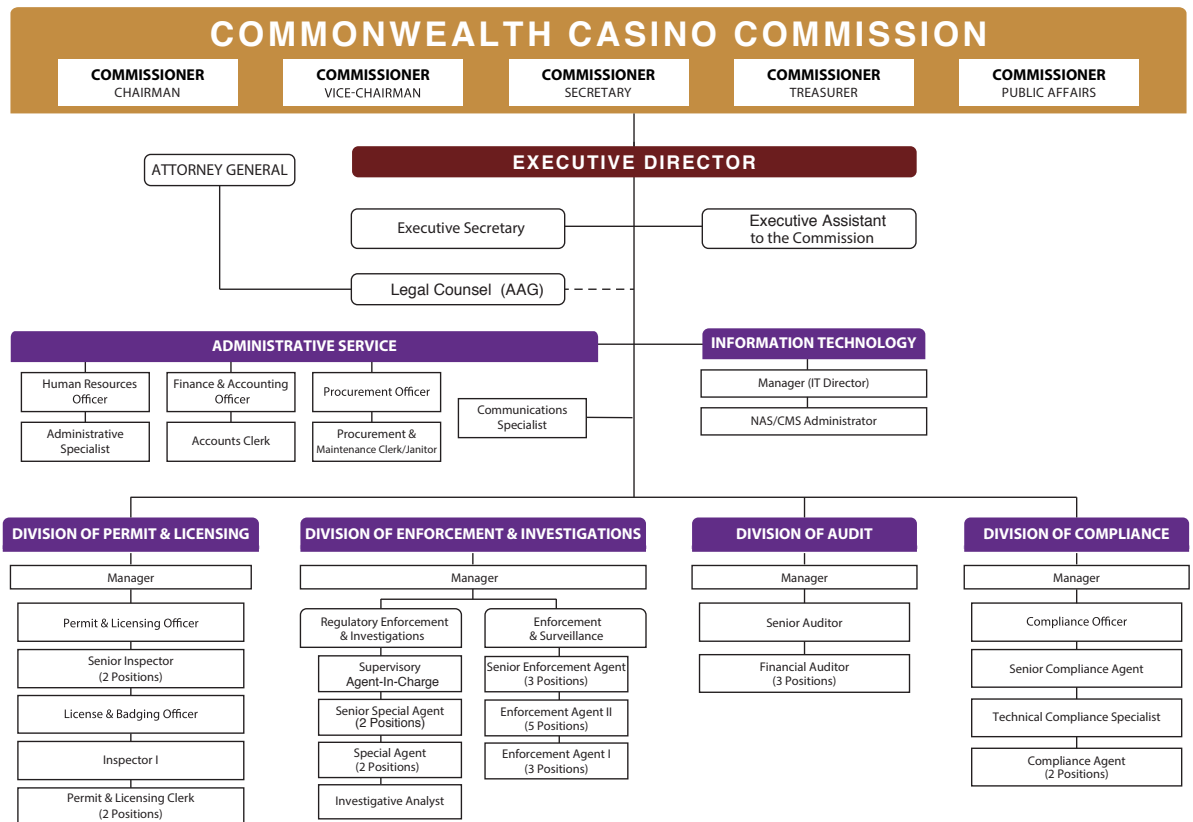 COMMONWEALTH CASINO COMMISSION
COMMISSIONER
CHAIRMAN
COMMISSIONER
VICE-CHAIRMAN
COMMISSIONER
SECRETARY
COMMISSIONER
TREASURER
COMMISSIONER
PUBLIC AFFAIRS
EXECUTIVE DIRECTOR
ATTORNEY GENERAL
Executive Secretary
Executive Assistant
to the Commission
Legal Counsel (AAG)
ADMINISTRATIVE SERVICE
Human Resources
Officer
Administrative
Specialist
Finance & Accounting
Officer
Accounts Clerk
Procurement Officer
Procurement &
Maintenance Clerk/Janitor
Communications
Specialist
INFORMATION TECHNOLOGY
Manager (IT Director)
NAS/CMS Administrator
DIVISION OF PERMIT & LICENSING
Manager
Permit & Licensing Officer
Senior Inspector
(2 Positions)
License & Badging Officer
Inspector I
Permit & Licensing Clerk
(2 Positions)
DIVISION OF ENFORCEMENT & INVESTIGATIONS
Manager
Regulatory Enforcement
& Investigations
Supervisory
Agent-In-Charge
Senior Special Agent
(2 Positions)
Special Agent
(2 Positions)
Investigative Analyst
Enforcement
& Surveillance
Senior Enforcement Agent
(3 Positions)
Enforcement Agent II
(5 Positions)
Enforcement Agent I
(3 Positions)
DIVISION OF AUDIT
Manager
Senior Auditor
Financial Auditor
(3 Positions)
DIVISION OF COMPLIANCE
Manager
Compliance Officer
Senior Compliance Agent
Technical Compliance Specialist
Compliance Agent
(2 Positions)